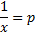 1/x = p